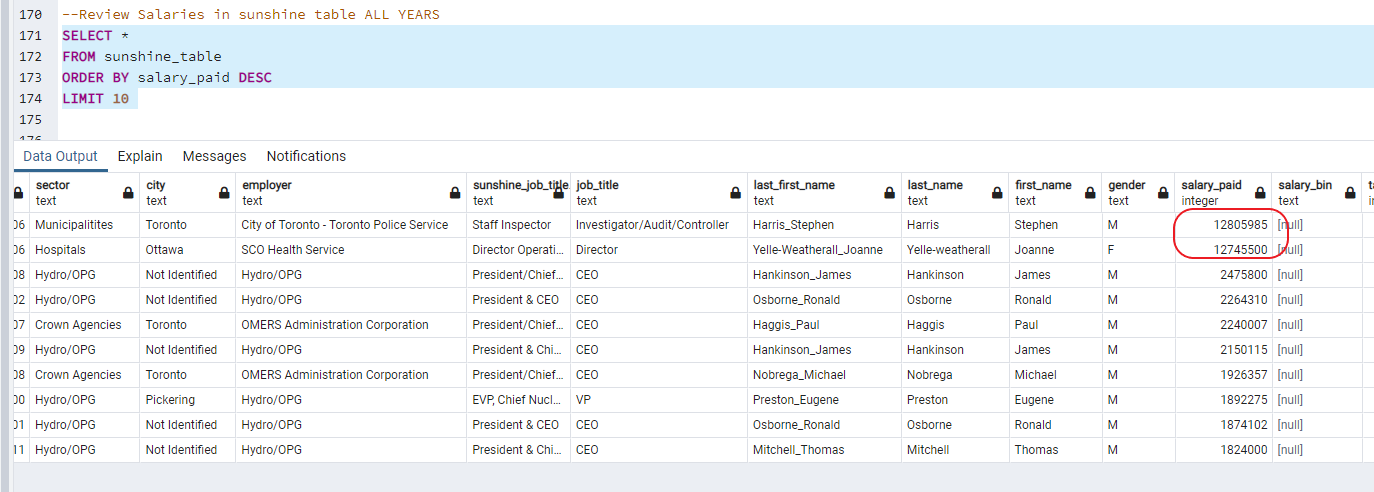 170 --Review Salaries in sunshine table ALL YEARS
171 SELECT *
172 FROM sunshine_table
173 ORDER BY salary_paid DESC
174 LIMIT 10
175
Data Output Explain Messages Notifications
sector city employer sunshine_job_title job_title last_first_name last_name first_name gender salary_paid salary_bin
text text text text text text text text text integer text
06 Municipalitites Toronto City of Toronto - Toronto Police Service Staff Inspector Investigator/Audit/Controller Harris_Stephen Harris Stephen M 12805985 [null]
06 Hospitals Ottawa SCO Health Service Director Operati... Director Yelle-Weatherall_Joanne Yelle-weatherall Joanne F 12745500 [null]
08 Hydro/OPG Not Identified Hydro/OPG President/Chief... CEO Hankinson_James Hankinson James M 2475800 [null]
02 Hydro/OPG Not Identified Hydro/OPG President & CEO CEO Osborne_Ronald Osborne Ronald M 2264310 [null]
07 Crown Agencies Toronto OMERS Administration Corporation President/Chief... CEO Haggis_Paul Haggis Paul M 2240007 [null]
09 Hydro/OPG Not Identified Hydro/OPG President & Chi... CEO Hankinson_James Hankinson James M 2150115 [null]
08 Crown Agencies Toronto OMERS Administration Corporation President/Chief... CEO Nobrega_Michael Nobrega Michael M 1926357 [null]
00 Hydro/OPG Pickering Hydro/OPG EVP, Chief Nucl... VP Preston_Eugene Preston Eugene M 1892275 [null]
01 Hydro/OPG Not Identified Hydro/OPG President & CEO CEO Osborne_Ronald Osborne Ronald M 1874102 [null]
11 Hydro/OPG Not Identified Hydro/OPG President & Chi... CEO Mitchell_Thomas Mitchell Thomas M 1824000 [null]